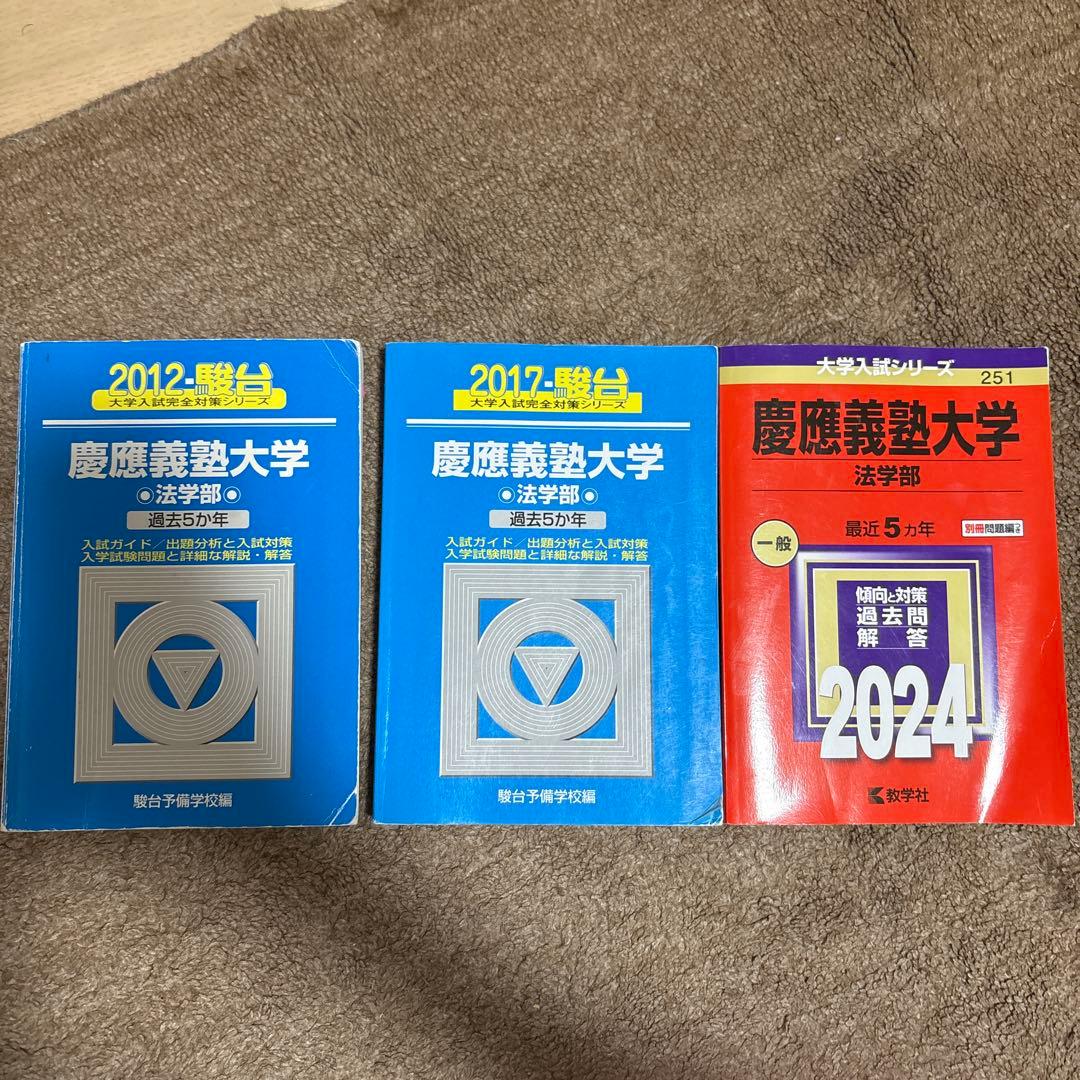 2012-駿台
大学入試完全対策シリーズ
慶應義塾大学
法学部
過去5か年
入試ガイド/出題分析と入試対策
入学試験問題と詳細な解説・解答
駿台予備学校編
2017-駿台
大学入試完全対策シリーズ
慶應義塾大学
法学部
過去5か年
入試ガイド/出題分析と入試対策
入学試験問題と詳細な解説・解答
駿台予備学校編
大学入試シリーズ
251
慶應義塾大学
法学部
最近5カ年
別冊問題編つき
一般
傾向と対策
過去問
解答
2024
教学社